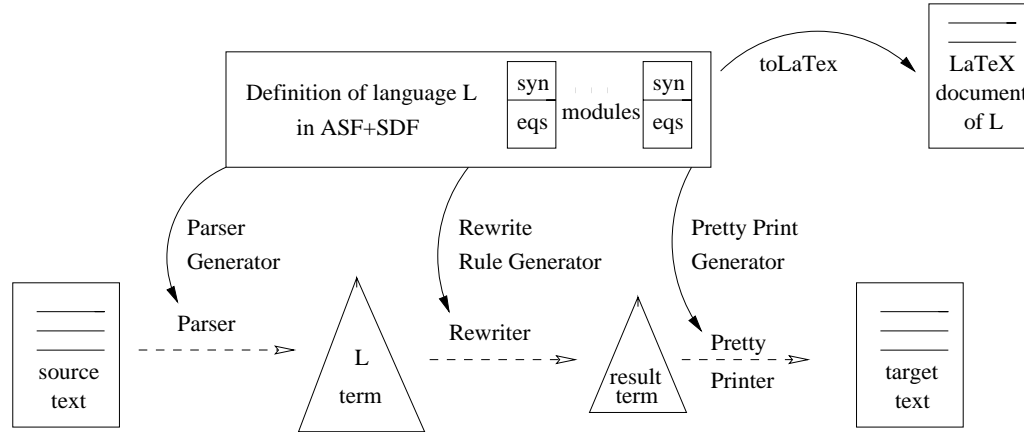 Definition of language L
in ASF+SDF
syn
eqs
modules
syn
eqs
toLaTex
LaTeX
document
of L
Parser
Generator
Rewrite
Rule Generator
Pretty Print
Generator
source
text
Parser
L
term
Rewriter
result
term
Pretty
Printer
target
text